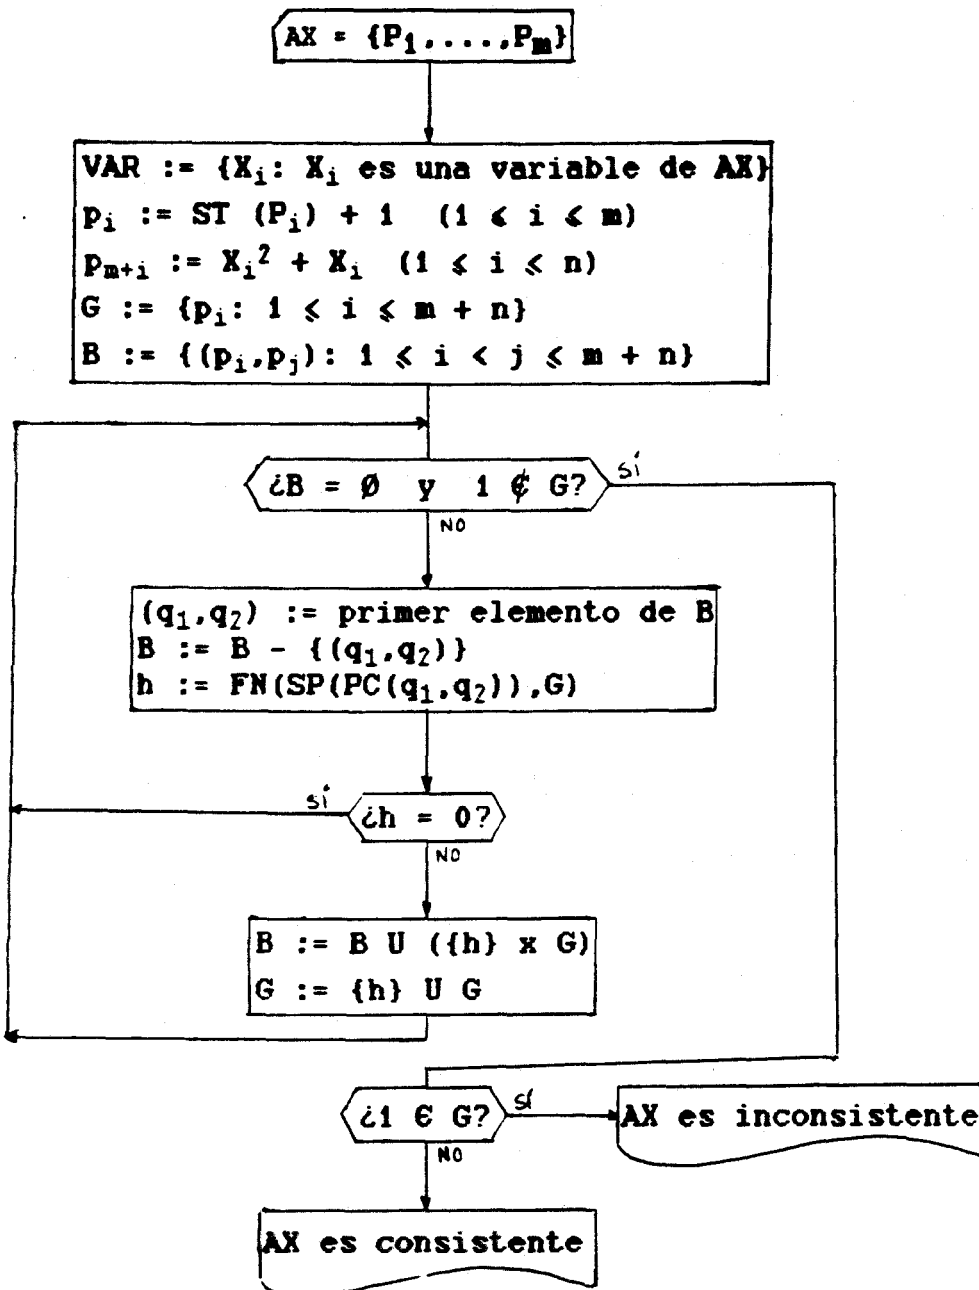 AX = {P₁,....,Pₘ}
VAR := {Xᵢ: Xᵢ es una variable de AX}
pᵢ := ST (Pᵢ) + 1 (1 ⩽ i ⩽ m)
pₘ₊ᵢ := Xᵢ² + Xᵢ (1 ⩽ i ⩽ n)
G := {pᵢ: 1 ⩽ i ⩽ m + n}
B := {(pᵢ,pⱼ): 1 ⩽ i < j ⩽ m + n}
¿B = Ø y 1 ∉ G?
sí
NO
(q₁,q₂) := primer elemento de B
B := B - {(q₁,q₂)}
h := FN(SP(PC(q₁,q₂)),G)
sí
¿h = 0?
NO
B := B U ({h} x G)
G := {h} U G
¿1 ∈ G?
sí
AX es inconsistente
NO
AX es consistente